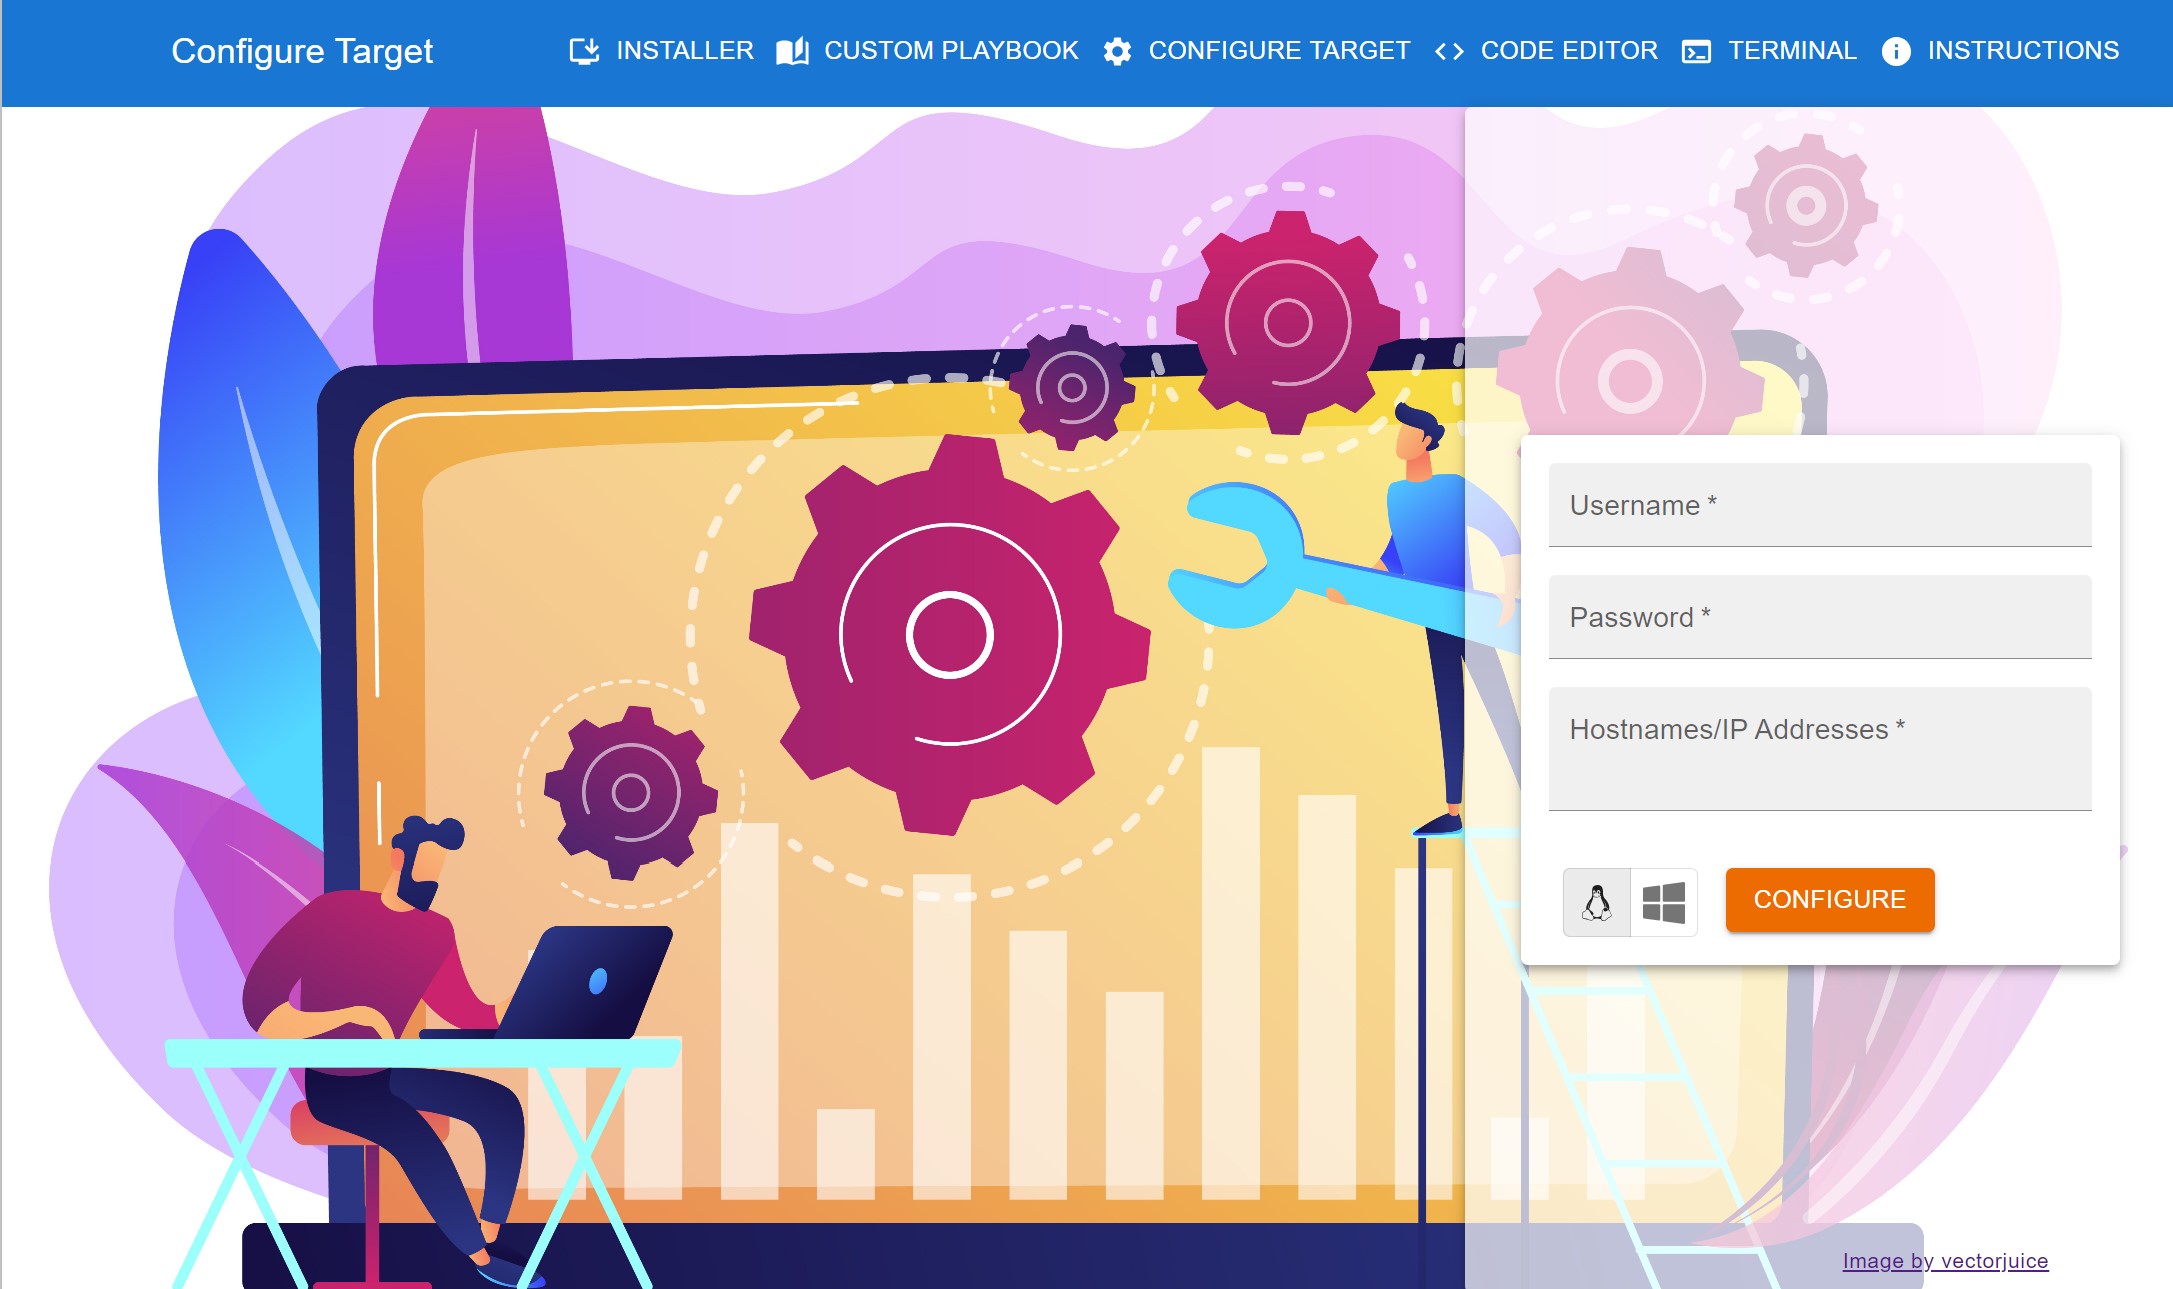 Configure Target
INSTALLER
CUSTOM PLAYBOOK
CONFIGURE TARGET
CODE EDITOR
TERMINAL
INSTRUCTIONS
Username *
Password *
Hostnames/IP Addresses *
CONFIGURE
Image by vectorjuice